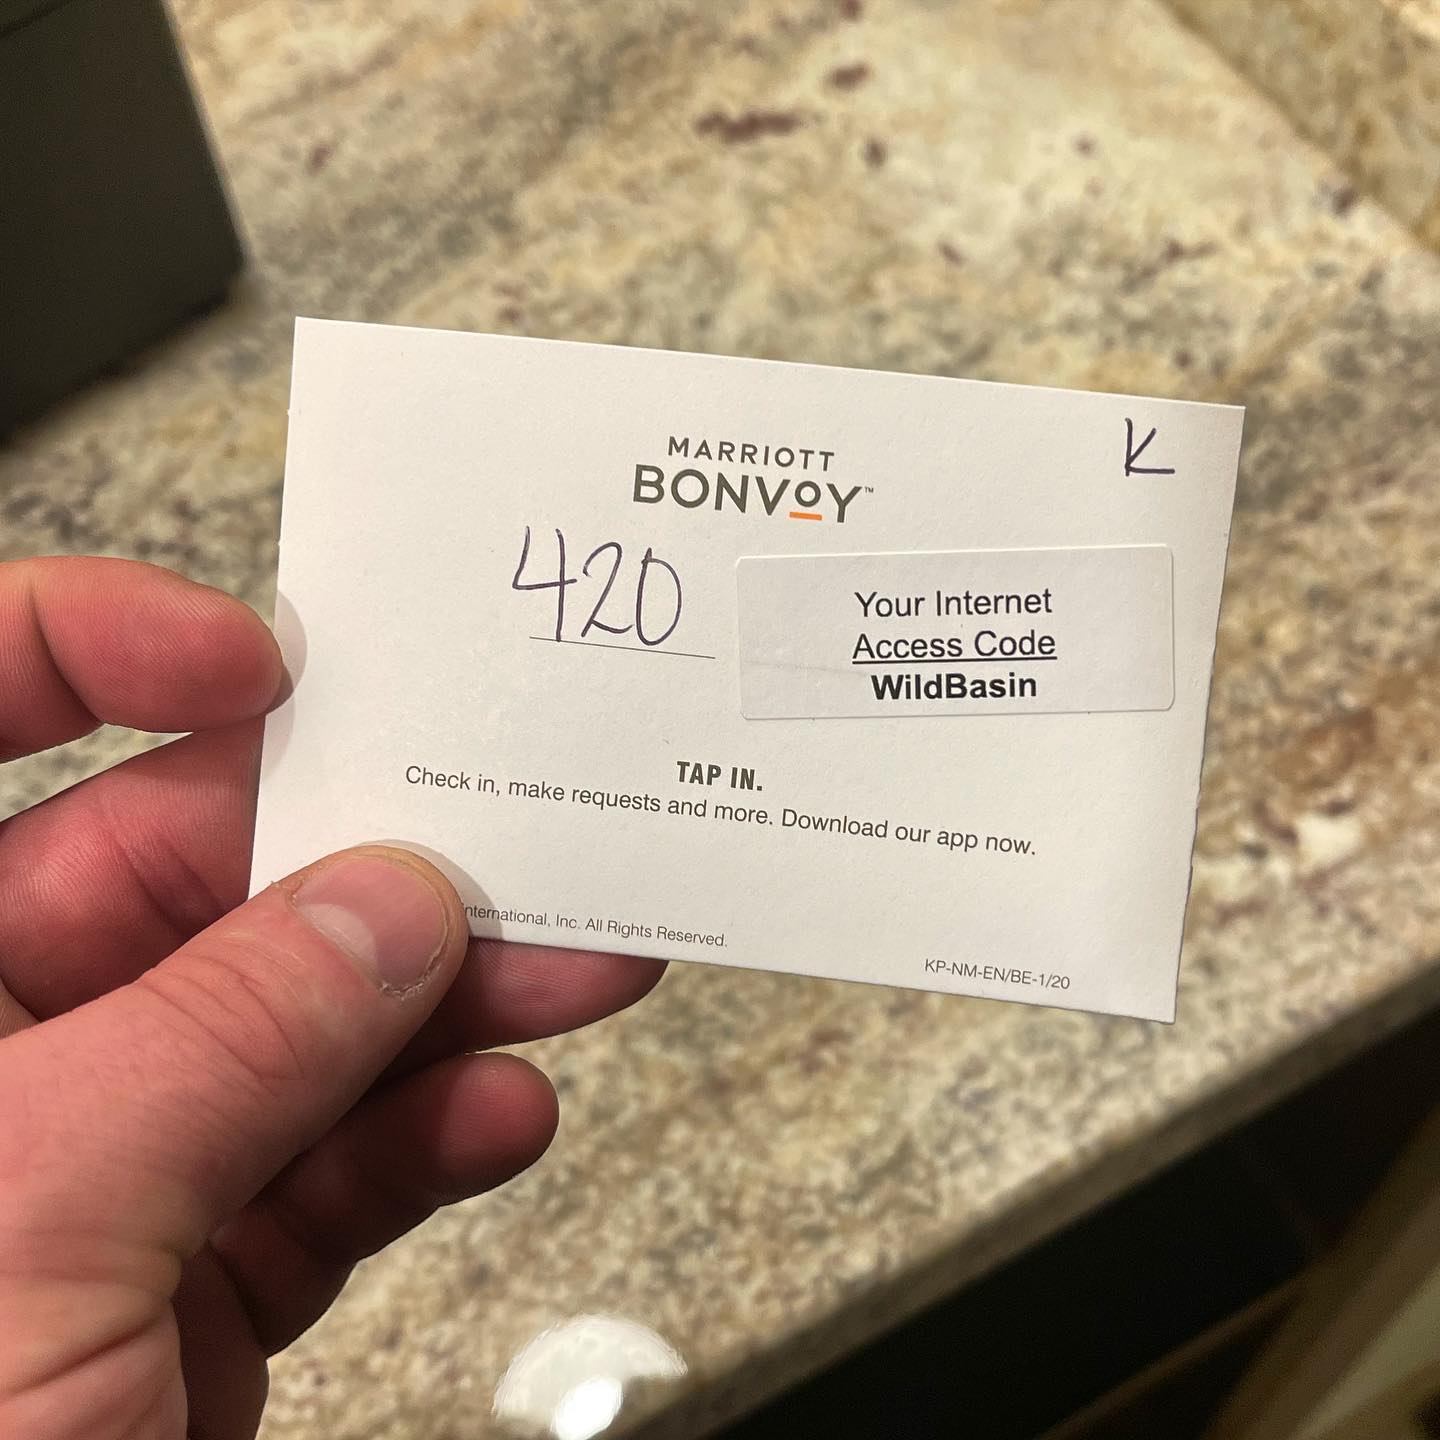 K
MARRIOTT
BONVOY™
420
Your Internet
Access Code
WildBasin
TAP IN.
Check in, make requests and more. Download our app now.
International, Inc. All Rights Reserved.
KP-NM-EN/BE-1/20